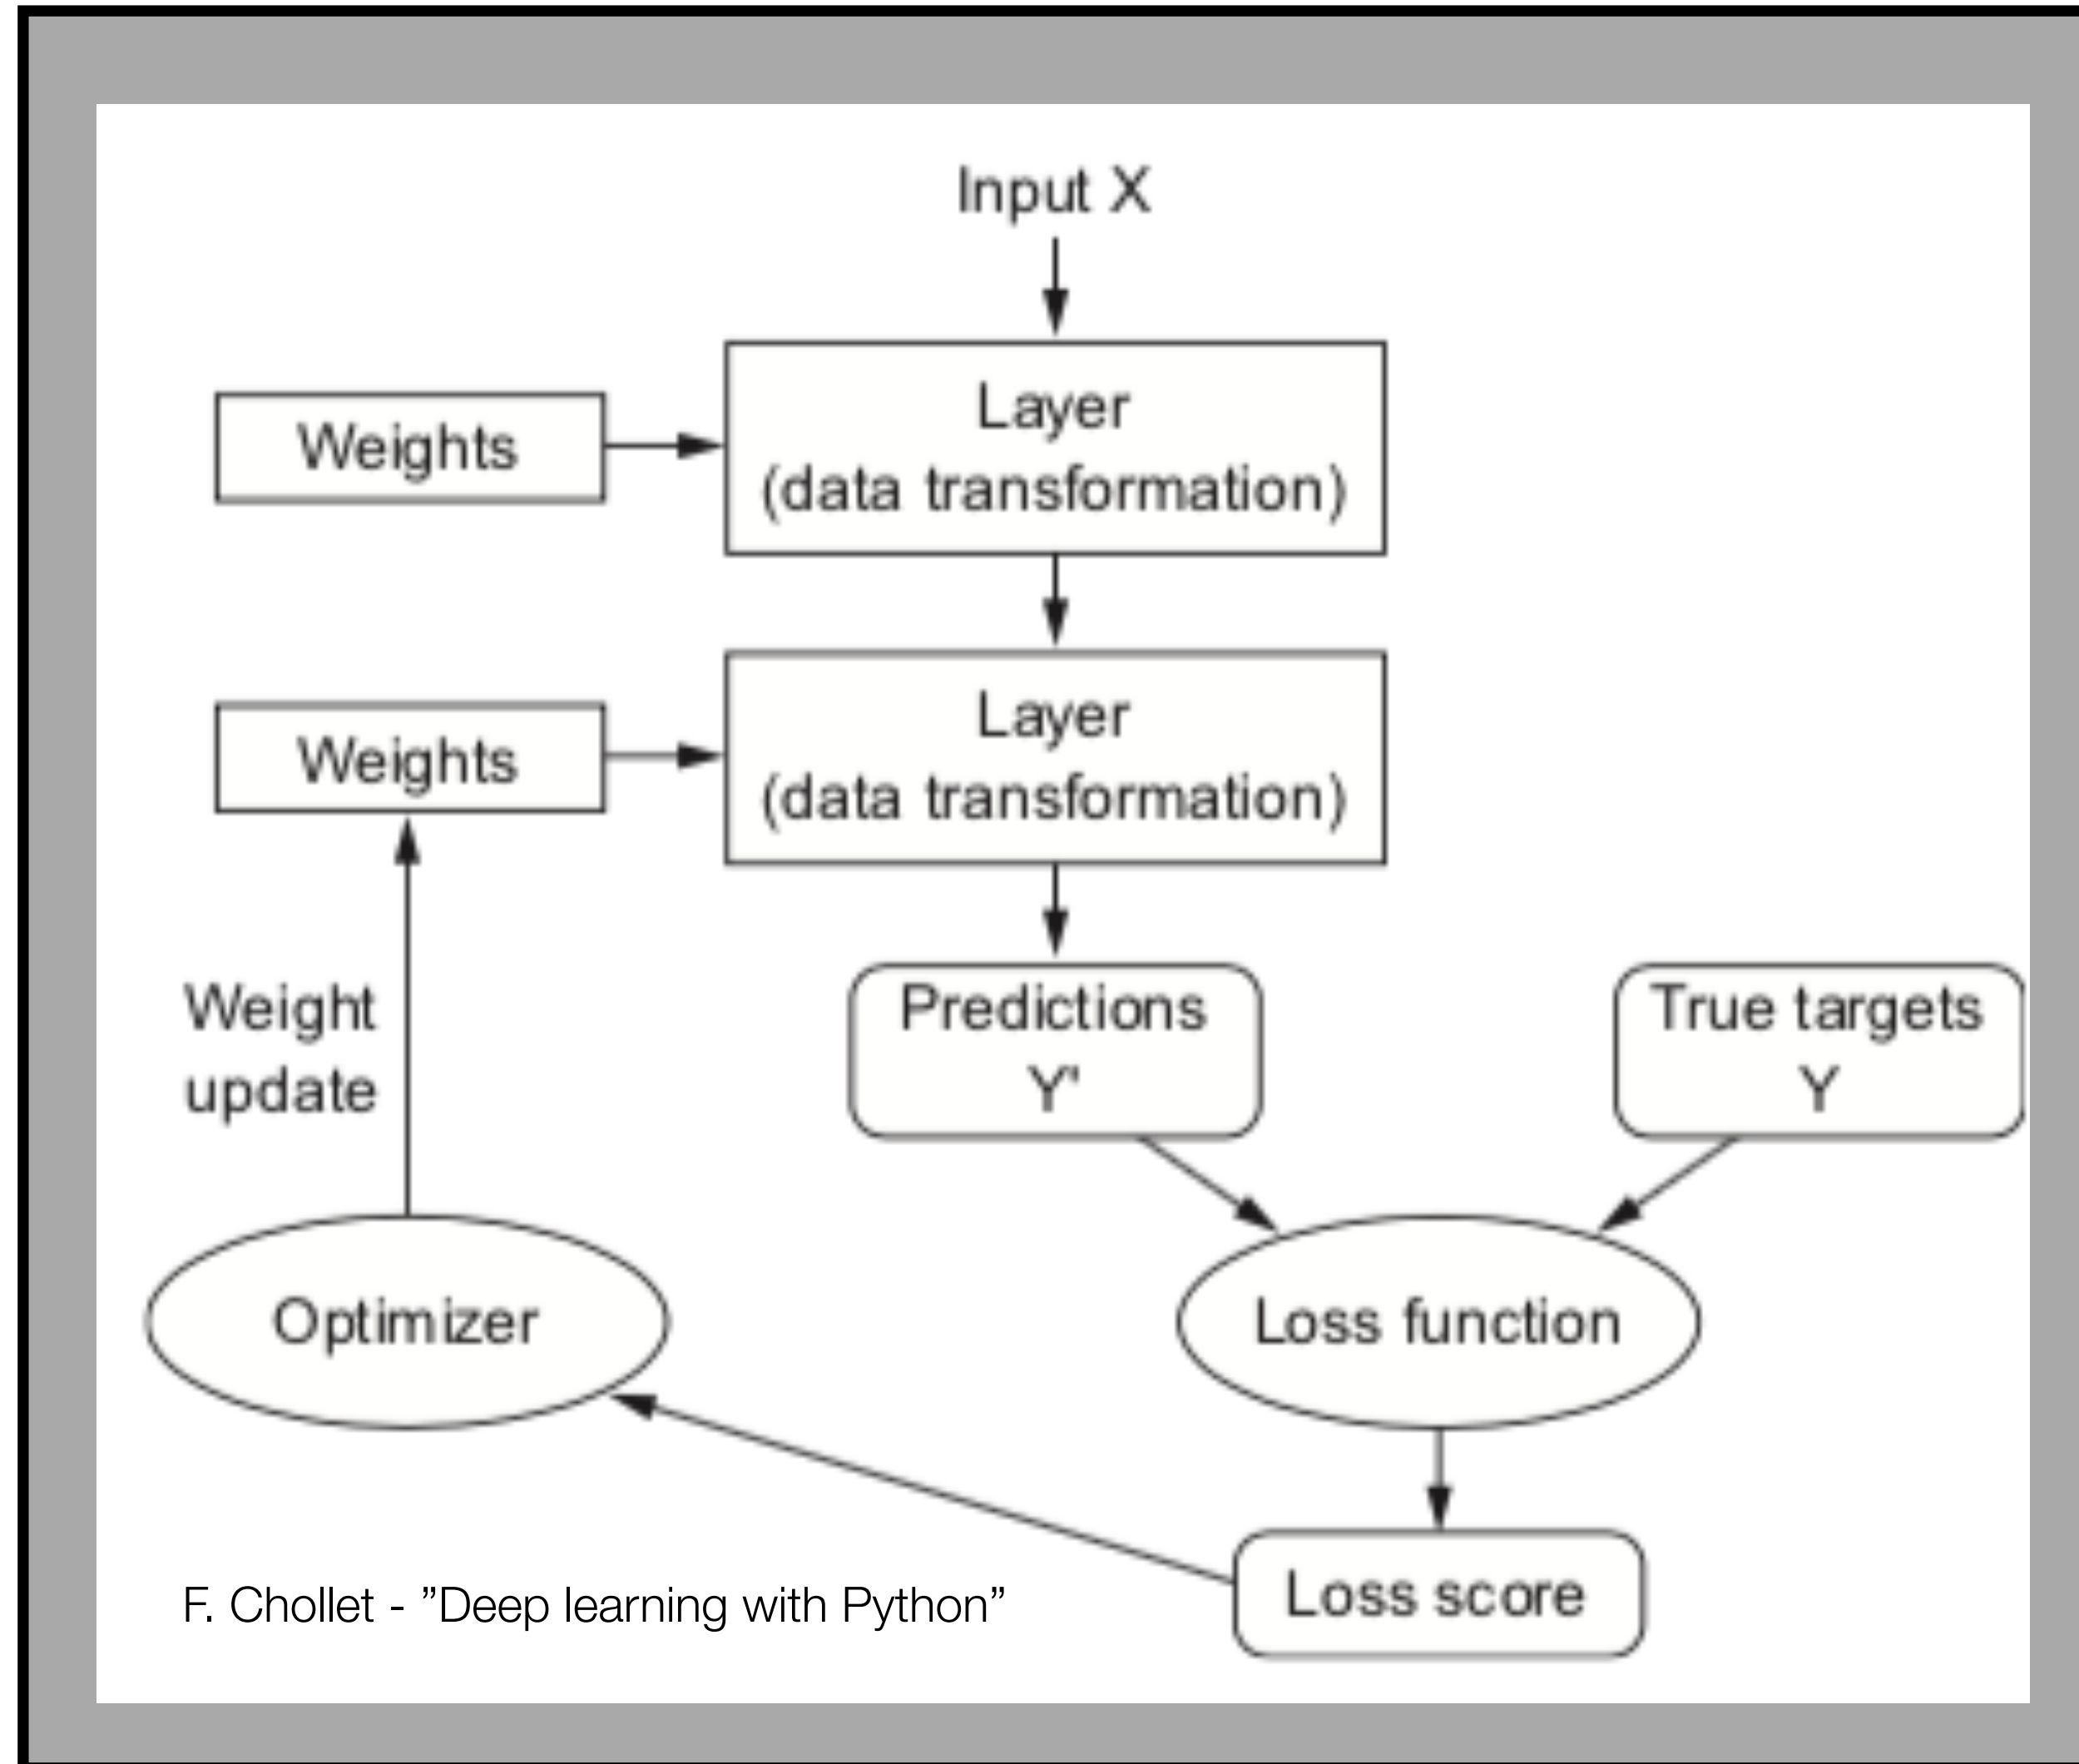 Input X
Layer
(data transformation)
Weights
Layer
(data transformation)
Weights
Weight
update
Predictions
Y'
True targets
Y
Optimizer
Loss function
Loss score
F. Chollet - ”Deep learning with Python”